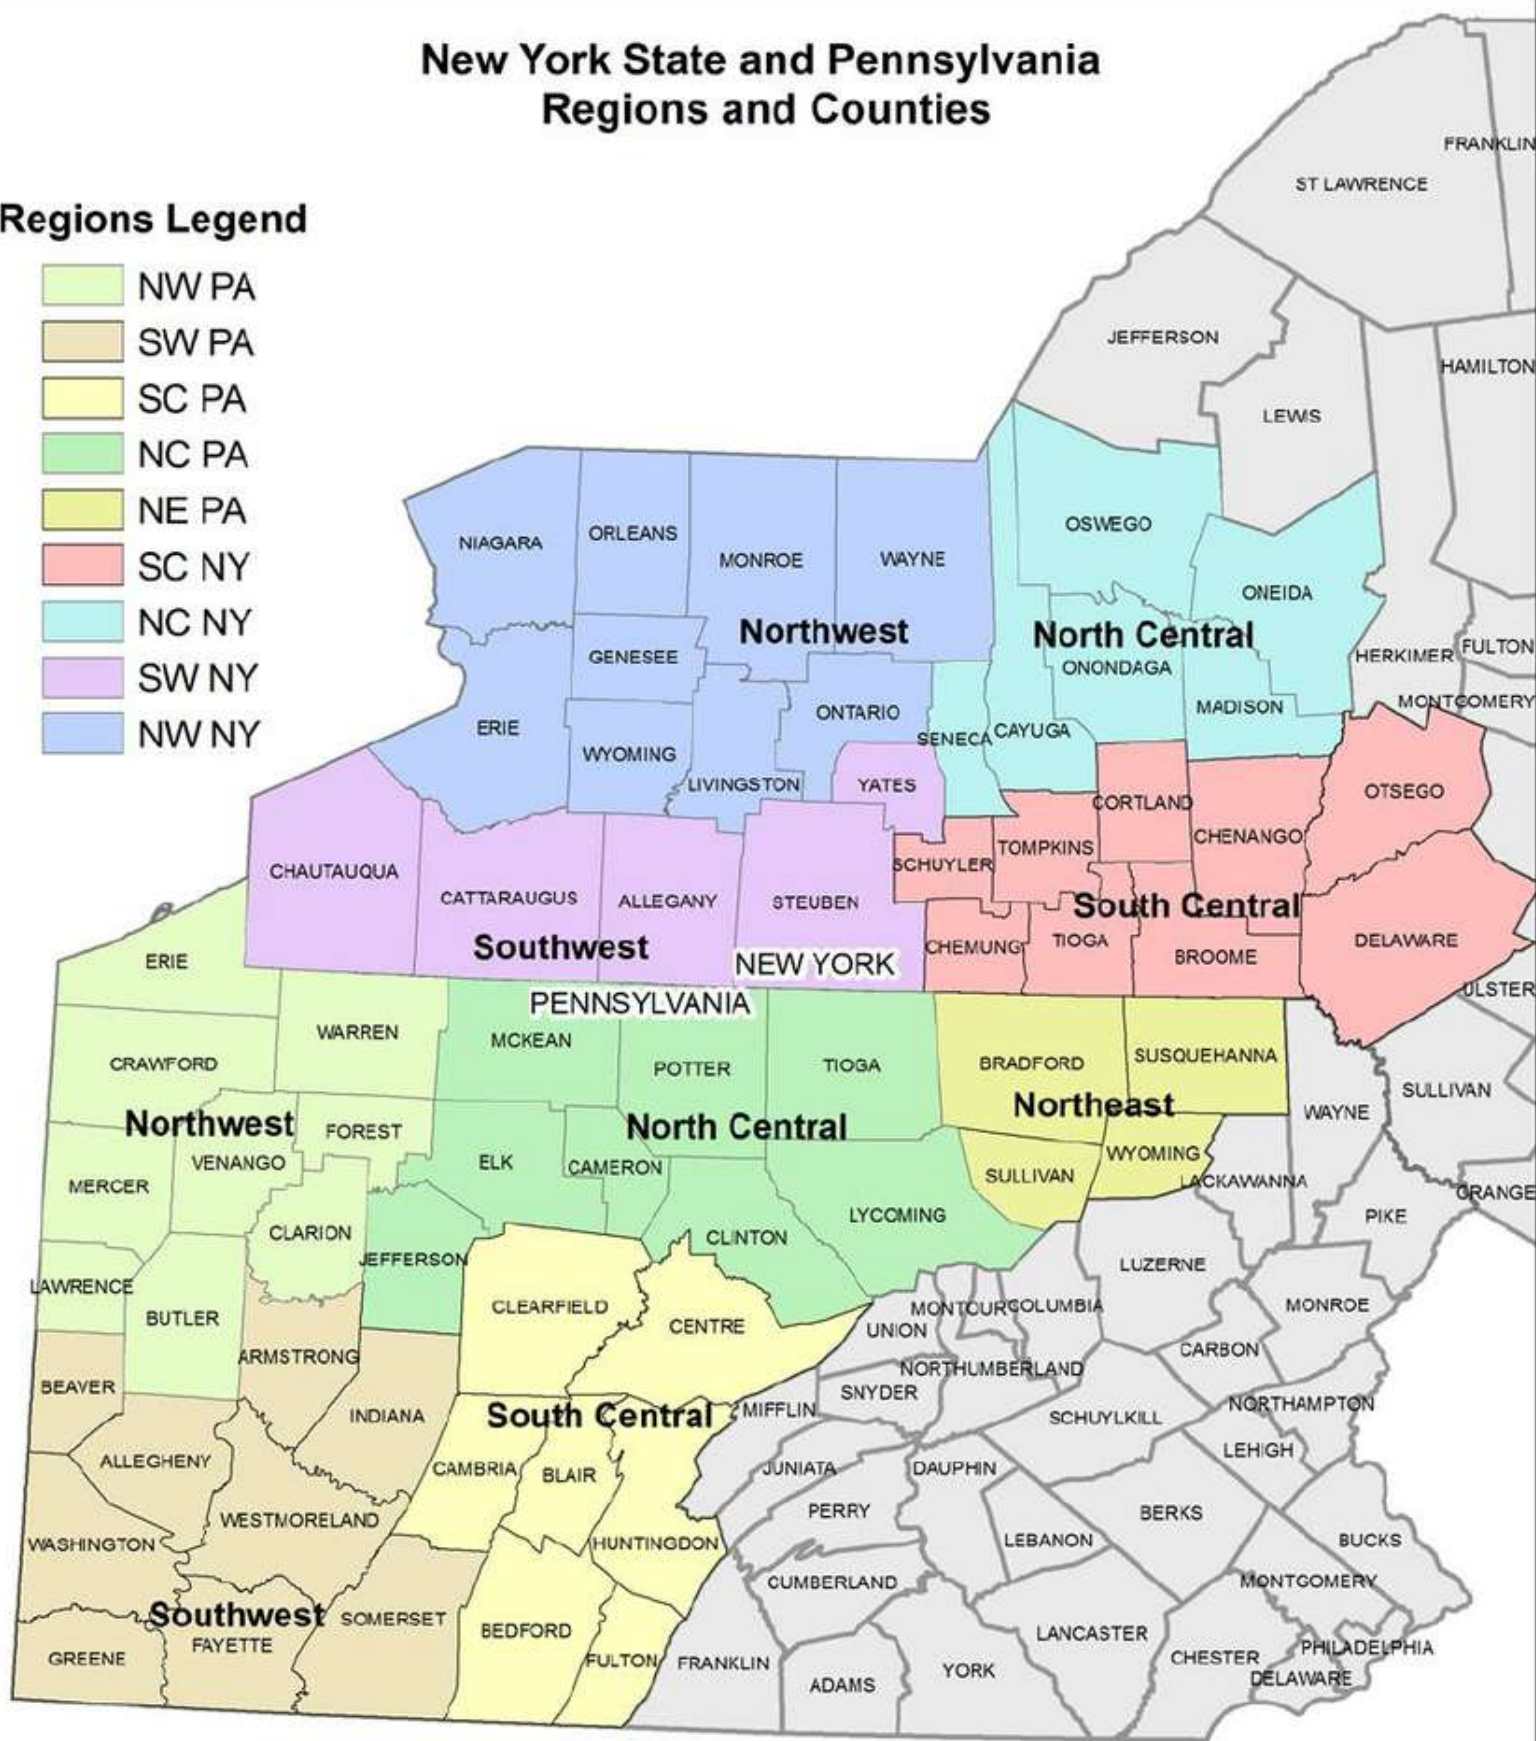 New York State and Pennsylvania
Regions and Counties
Regions Legend
NW PA
SW PA
SC PA
NC PA
NE PA
SC NY
NC NY
SW NY
NW NY
FRANKLIN
ST LAWRENCE
JEFFERSON
HAMILTON
LEWIS
OSWEGO
NIAGARA
ORLEANS
MONROE
WAYNE
ONEIDA
Northwest
North Central
HERKIMER
FULTON
GENESEE
ONONDAGA
MONTGOMERY
ERIE
ONTARIO
MADISON
WYOMING
SENECA
CAYUGA
LIVINGSTON
YATES
OTSEGO
CORTLAND
CHENANGO
TOMPKINS
SCHUYLER
CHAUTAUQUA
CATTARAUGUS
ALLEGANY
STEUBEN
South Central
Southwest
CHEMUNG
TIOGA
BROOME
DELAWARE
NEW YORK
ULSTER
PENNSYLVANIA
ERIE
WARREN
MCKEAN
CRAWFORD
POTTER
TIOGA
BRADFORD
SUSQUEHANNA
SULLIVAN
Northeast
WAYNE
Northwest
FOREST
North Central
VENANGO
ELK
CAMERON
SULLIVAN
WYOMING
LACKAWANNA
ORANGE
MERCER
LYCOMING
PIKE
CLARION
CLINTON
JEFFERSON
LUZERNE
LAWRENCE
BUTLER
CLEARFIELD
CENTRE
MONTOUR
COLUMBIA
MONROE
UNION
CARBON
ARMSTRONG
NORTHUMBERLAND
BEAVER
SNYDER
NORTHAMPTON
INDIANA
South Central
MIFFLIN
SCHUYLKILL
LEHIGH
ALLEGHENY
CAMBRIA
BLAIR
JUNIATA
DAUPHIN
PERRY
BERKS
WESTMORELAND
WASHINGTON
HUNTINGDON
LEBANON
BUCKS
CUMBERLAND
MONTGOMERY
Southwest
SOMERSET
BEDFORD
LANCASTER
FAYETTE
PHILADELPHIA
GREENE
FULTON
FRANKLIN
CHESTER
YORK
ADAMS
DELAWARE